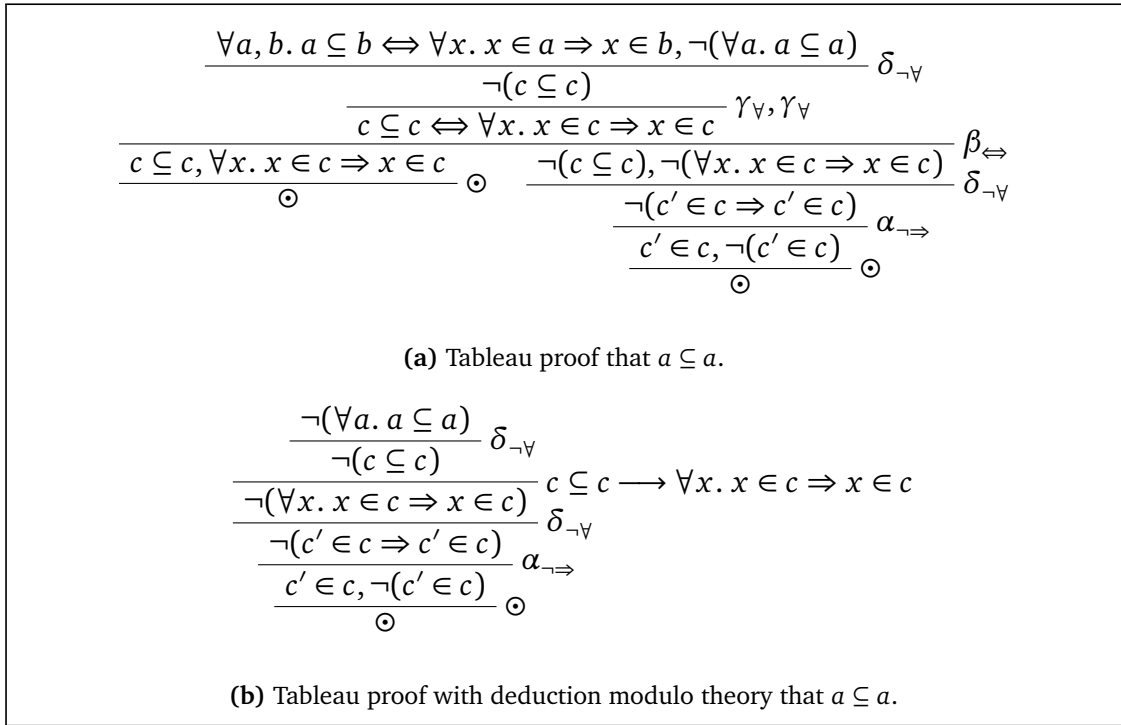 ∀a, b. a ⊆ b ⇔ ∀x. x ∈ a ⇒ x ∈ b, ¬(∀a. a ⊆ a) δ¬∀
¬(c ⊆ c)
γ∀, γ∀
c ⊆ c ⇔ ∀x. x ∈ c ⇒ x ∈ c
β⇔
c ⊆ c, ∀x. x ∈ c ⇒ x ∈ c ⊙ ¬(c ⊆ c), ¬(∀x. x ∈ c ⇒ x ∈ c) δ¬∀
⊙ ¬(c′ ∈ c ⇒ c′ ∈ c) α¬⇒
c′ ∈ c, ¬(c′ ∈ c) ⊙
⊙
(a) Tableau proof that a ⊆ a.
¬(∀a. a ⊆ a) δ¬∀
¬(c ⊆ c) c ⊆ c ⟶ ∀x. x ∈ c ⇒ x ∈ c
¬(∀x. x ∈ c ⇒ x ∈ c) δ¬∀
¬(c′ ∈ c ⇒ c′ ∈ c) α¬⇒
c′ ∈ c, ¬(c′ ∈ c) ⊙
⊙
(b) Tableau proof with deduction modulo theory that a ⊆ a.